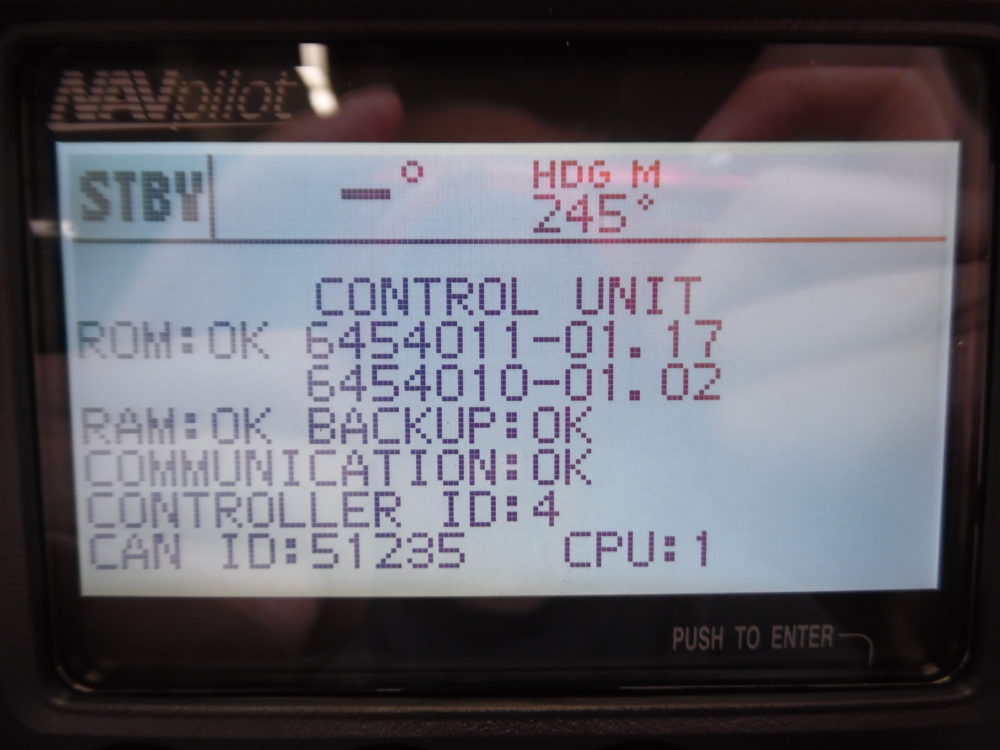 NAVpilot
STBY –° HDG M
245°
CONTROL UNIT
ROM:OK 6454011-01.17
6454010-01.02
RAM:OK BACKUP:OK
COMMUNICATION:OK
CONTROLLER ID:4
CAN ID:51235 CPU:1
PUSH TO ENTER